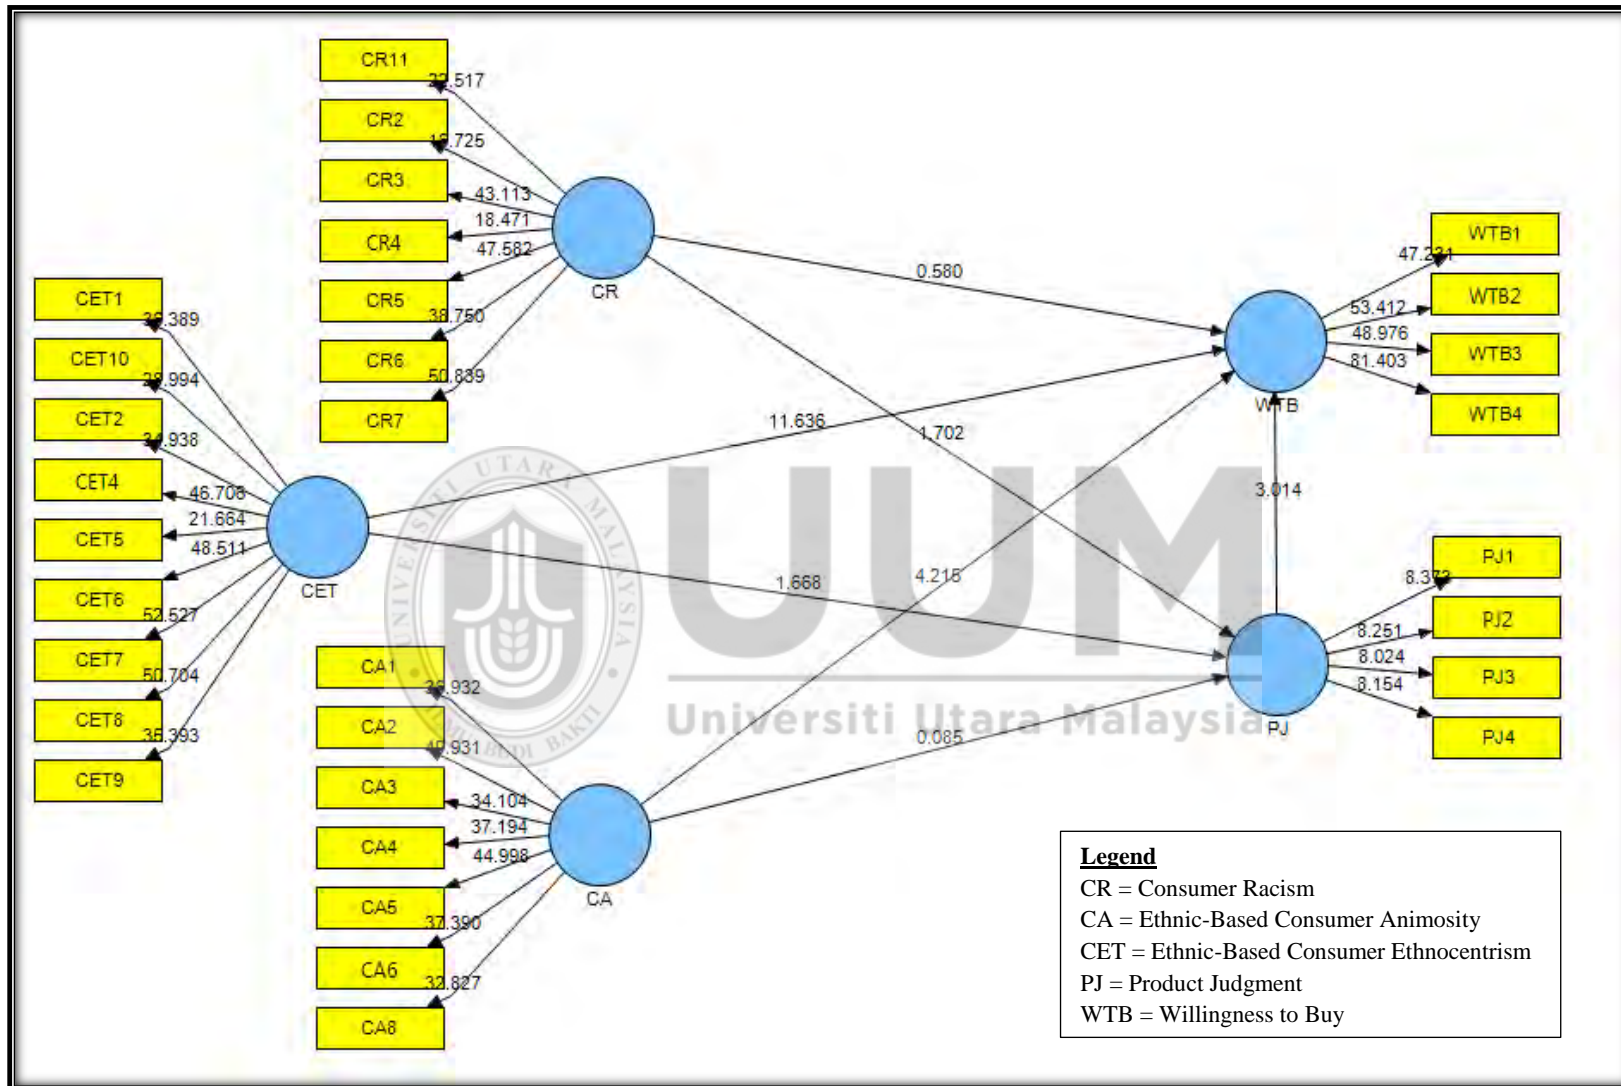 CR11
CR2
CR3
CR4
CR5
CR6
CR7
43.113
18.471
47.582
38.750
50.839
CR
CET1
CET10
CET2
CET4
CET5
CET6
CET7
CET8
CET9
46.706
21.664
48.511
52.527
50.704
CET
CA1
CA2
CA3
CA4
CA5
CA6
CA8
34.104
37.194
44.998
37.390
32.827
CA
0.580
11.636
1.702
1.668
4.215
0.085
3.014
WTB
47.231
53.412
48.976
81.403
WTB1
WTB2
WTB3
WTB4
PJ
8.373
8.251
8.024
8.154
PJ1
PJ2
PJ3
PJ4
UNIVERSITI UTARA MALAYSIA
UUM
Universiti Utara Malaysia
Legend
CR = Consumer Racism
CA = Ethnic-Based Consumer Animosity
CET = Ethnic-Based Consumer Ethnocentrism
PJ = Product Judgment
WTB = Willingness to Buy